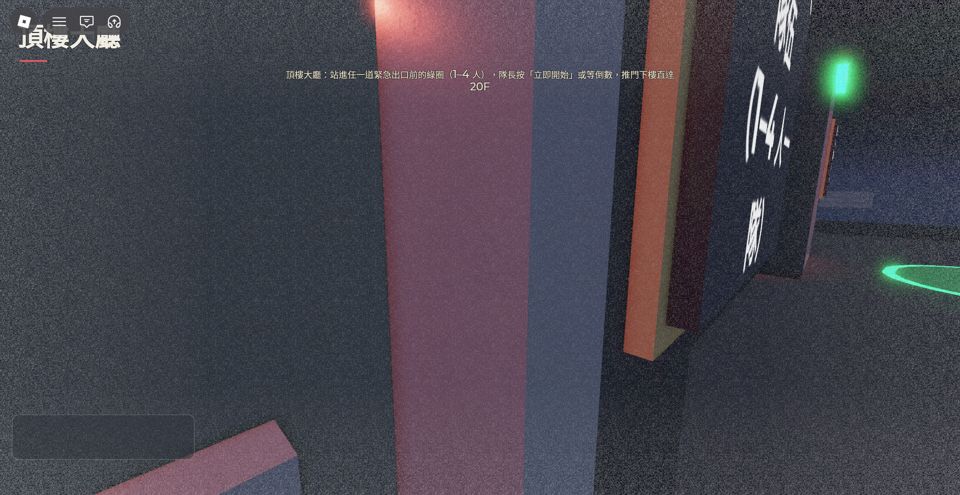 頂樓大廳
頂樓大廳：站進任一道緊急出口前的綠圈（1–4 人），隊長按「立即開始」或等倒數，推門下樓直達
20F
(1–4 人一
隊)